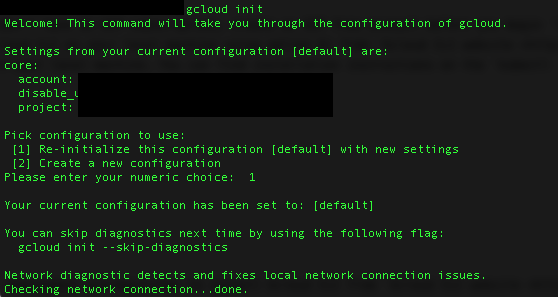 gcloud init
Welcome! This command will take you through the configuration of gcloud.
Settings from your current configuration [default] are:
core:
account:
disable_
project:
Pick configuration to use:
[1] Re-initialize this configuration [default] with new settings
[2] Create a new configuration
Please enter your numeric choice:  1
Your current configuration has been set to: [default]
You can skip diagnostics next time by using the following flag:
gcloud init --skip-diagnostics
Network diagnostic detects and fixes local network connection issues.
Checking network connection...done.